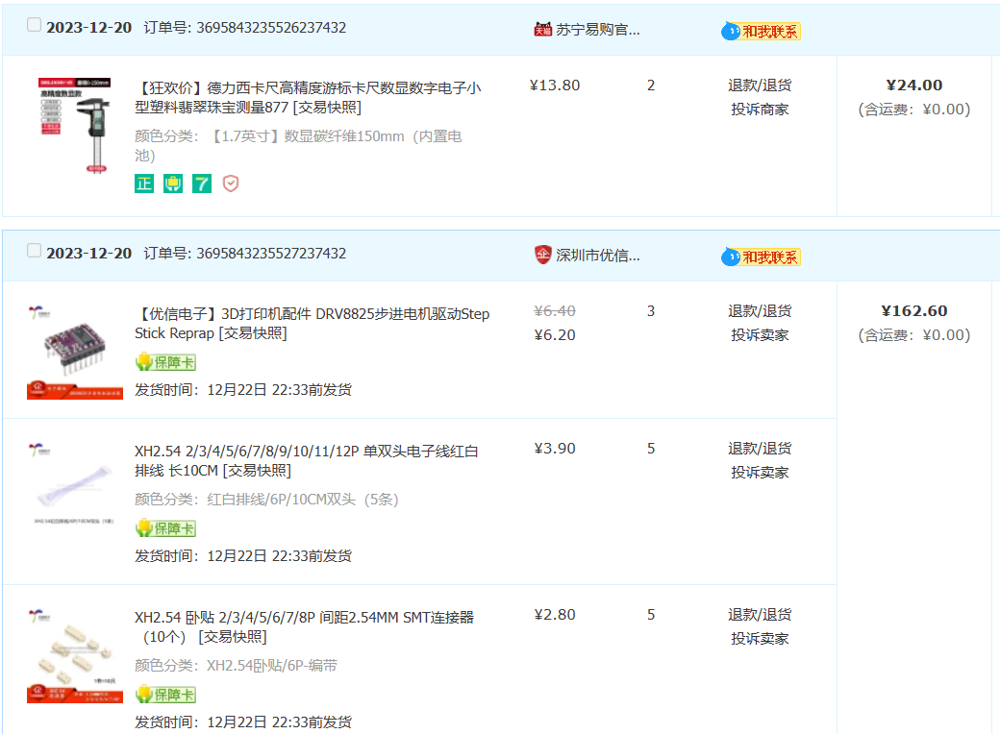 2023-12-20 订单号: 3695843235526237432 苏宁易购官... 和我联系
【狂欢价】德力西卡尺高精度游标卡尺数显数字电子小 ¥13.80 2 退款/退货 ¥24.00
型塑料翡翠珠宝测量877 [交易快照] 投诉商家 (含运费: ¥0.00)
颜色分类: 【1.7英寸】数显碳纤维150mm（内置电
池）
正 7
2023-12-20 订单号: 3695843235527237432 深圳市优信... 和我联系
【优信电子】3D打印机配件 DRV8825步进电机驱动Step ¥6.40 3 退款/退货 ¥162.60
Stick Reprap [交易快照] ¥6.20 投诉卖家 (含运费: ¥0.00)
保障卡
发货时间: 12月22日 22:33前发货
XH2.54 2/3/4/5/6/7/8/9/10/11/12P 单双头电子线红白 ¥3.90 5 退款/退货
排线 长10CM [交易快照] 投诉卖家
颜色分类: 红白排线/6P/10CM双头（5条）
保障卡
发货时间: 12月22日 22:33前发货
XH2.54 卧贴 2/3/4/5/6/7/8P 间距2.54MM SMT连接器 ¥2.80 5 退款/退货
（10个） [交易快照] 投诉卖家
颜色分类: XH2.54卧贴/6P-编带
保障卡
发货时间: 12月22日 22:33前发货